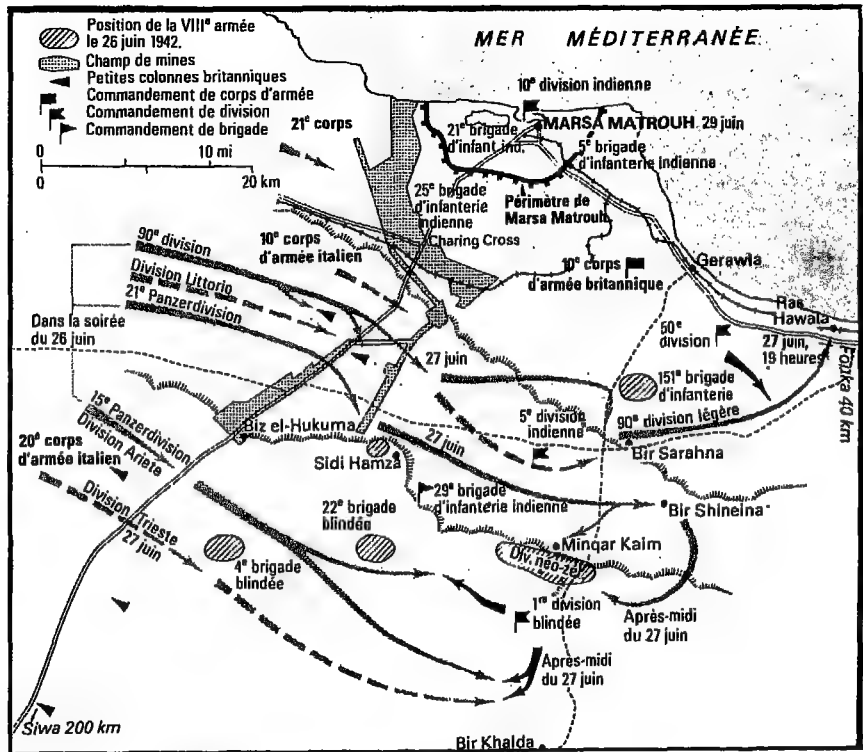 Position de la VIIIe armée
le 26 juin 1942.
Champ de mines
Petites colonnes britanniques
Commandement de corps d'armée
Commandement de division
Commandement de brigade
0 10 mi
0 20 km
MER MÉDITERRANÉE
10e division indienne
MARSA MATROUH 29 juin
21e corps
21e brigade
d'infant. ind.
5e brigade
d'infanterie indienne
25e brigade
d'infanterie
indienne
Périmètre de
Marsa Matrouh
Charing Cross
10e corps
d'armée italien
10e corps
d'armée britannique
Gerawla
Ras
Hawala
27 juin,
19 heures
Fouka 40 km
90e division
Division Littorio
21e Panzerdivision
Dans la soirée
du 26 juin
27 juin
50e
division
151e brigade
d'infanterie
90e division légère
5e division
indienne
Bir Sarahna
15e Panzerdivision
Division Ariete
20e corps
d'armée italien
Division Trieste
27 juin
Biz el-Hukuma
Sidi Hamza
27 juin
29e brigade
d'infanterie indienne
Bir Shineina
22e brigade
blindée
4e brigade
blindée
Minqar Kaim
Div. néo-zé.
1re division
blindée
Après-midi
du 27 juin
Après-midi
du 27 juin
Siwa 200 km
Bir Khalda